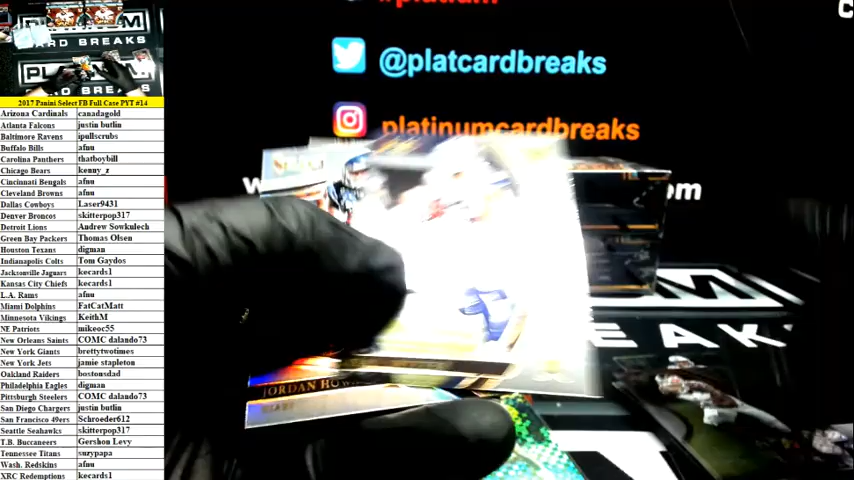 #platinum
@platcardbreaks
platinumcardbreaks
2017 Panini Select FB Full Case PYT #14
Arizona Cardinals canadagold
Atlanta Falcons justin butlin
Baltimore Ravens ipullscrubs
Buffalo Bills afnu
Carolina Panthers thatboybill
Chicago Bears kenny_z
Cincinnati Bengals afnu
Cleveland Browns afnu
Dallas Cowboys Laser9431
Denver Broncos skitterpop317
Detroit Lions Andrew Sowkulech
Green Bay Packers Thomas Olsen
Houston Texans digman
Indianapolis Colts Tom Gaydos
Jacksonville Jaguars kecards1
Kansas City Chiefs kecards1
L.A. Rams afnu
Miami Dolphins FatCatMatt
Minnesota Vikings KeithM
NE Patriots mikeoc55
New Orleans Saints COMC dalando73
New York Giants brettytwotimes
New York Jets jamie stapleton
Oakland Raiders bostonsdad
Philadelphia Eagles digman
Pittsburgh Steelers COMC dalando73
San Diego Chargers justin butlin
San Francisco 49ers Schroeder612
Seattle Seahawks skitterpop317
T.B. Buccaneers Gershon Levy
Tennessee Titans suzypapa
Wash. Redskins afnu
XRC Redemptions kecards1
CARD BREAKS
JORDAN
BEARS